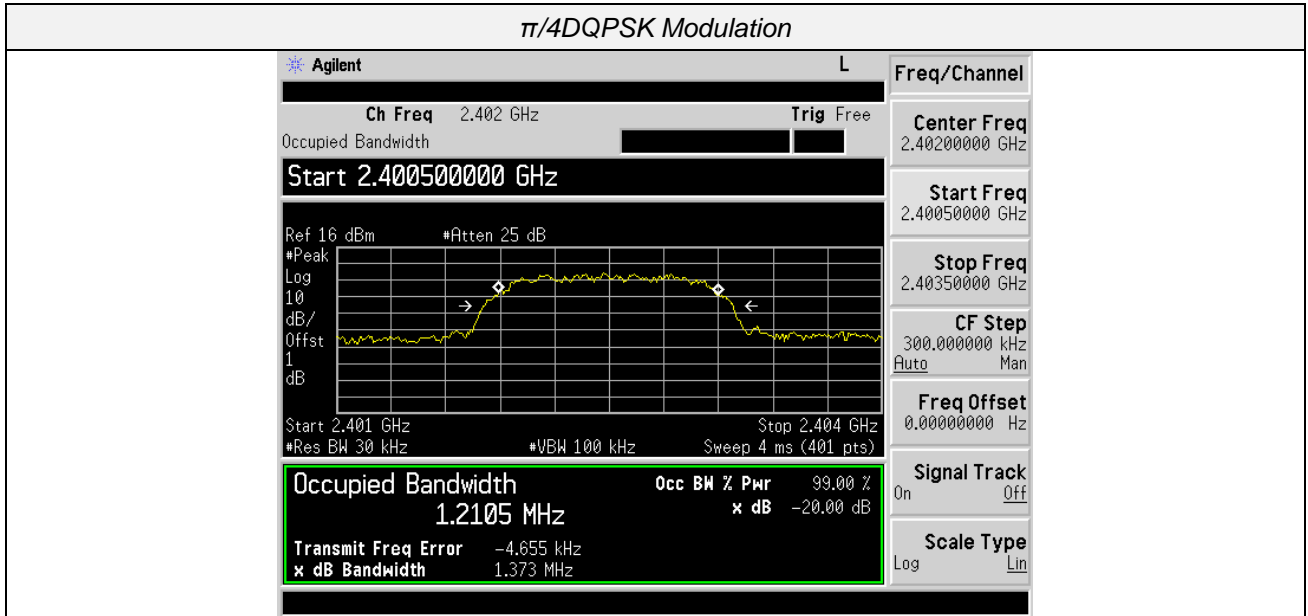 π/4DQPSK Modulation
Agilent L
Freq/Channel
Ch Freq 2.402 GHz Trig Free
Occupied Bandwidth
Center Freq
2.40200000 GHz
Start 2.400500000 GHz
Start Freq
2.40050000 GHz
Ref 16 dBm #Atten 25 dB
#Peak
Log
10
dB/
Offst
1
dB
Stop Freq
2.40350000 GHz
CF Step
300.000000 kHz
Auto Man
Freq Offset
0.00000000 Hz
Start 2.401 GHz Stop 2.404 GHz
#Res BW 30 kHz #VBW 100 kHz Sweep 4 ms (401 pts)
Signal Track
On Off
Occupied Bandwidth Occ BW % Pwr 99.00 %
1.2105 MHz x dB -20.00 dB
Transmit Freq Error -4.655 kHz
x dB Bandwidth 1.373 MHz
Scale Type
Log Lin